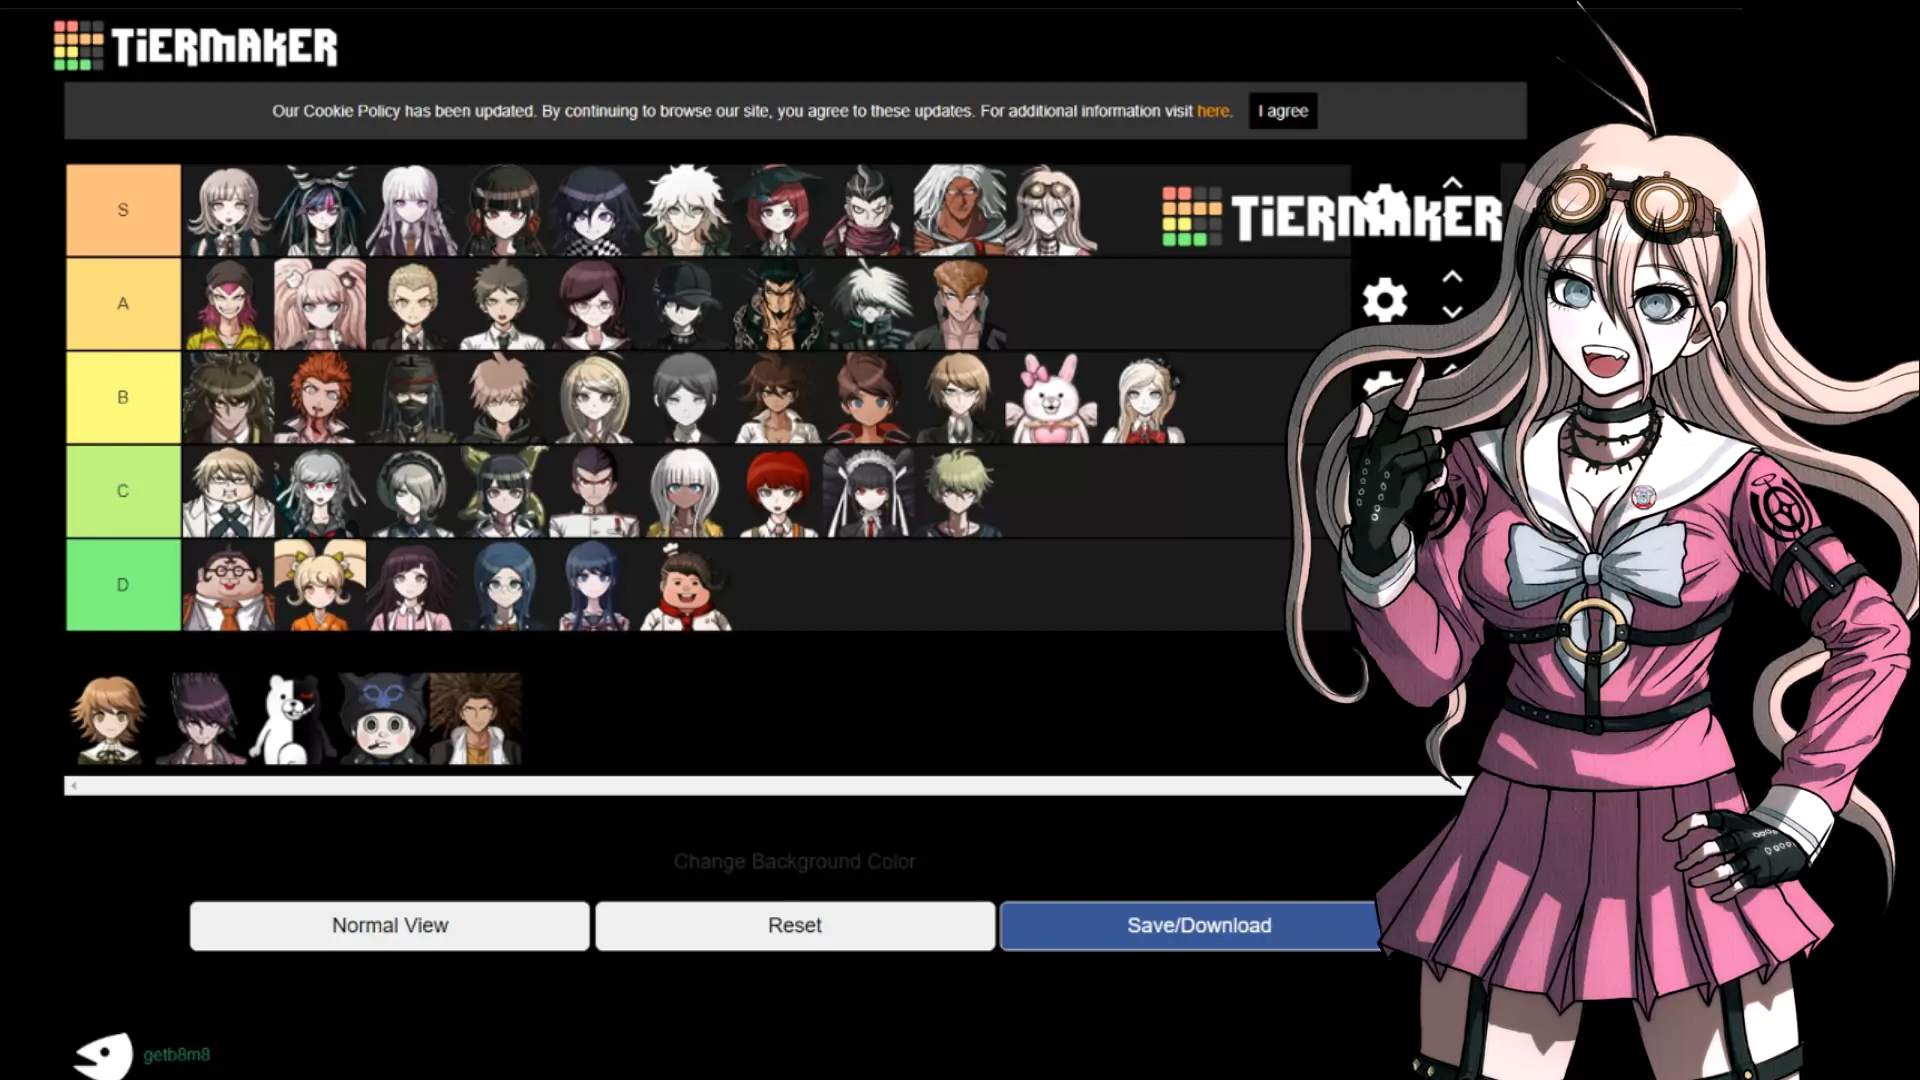 TiERMAKER
Our Cookie Policy has been updated. By continuing to browse our site, you agree to these updates. For additional information visit here. I agree
S
TiERMAKER
A
B
C
D
Change Background Color
Normal View Reset Save/Download
getb8m8